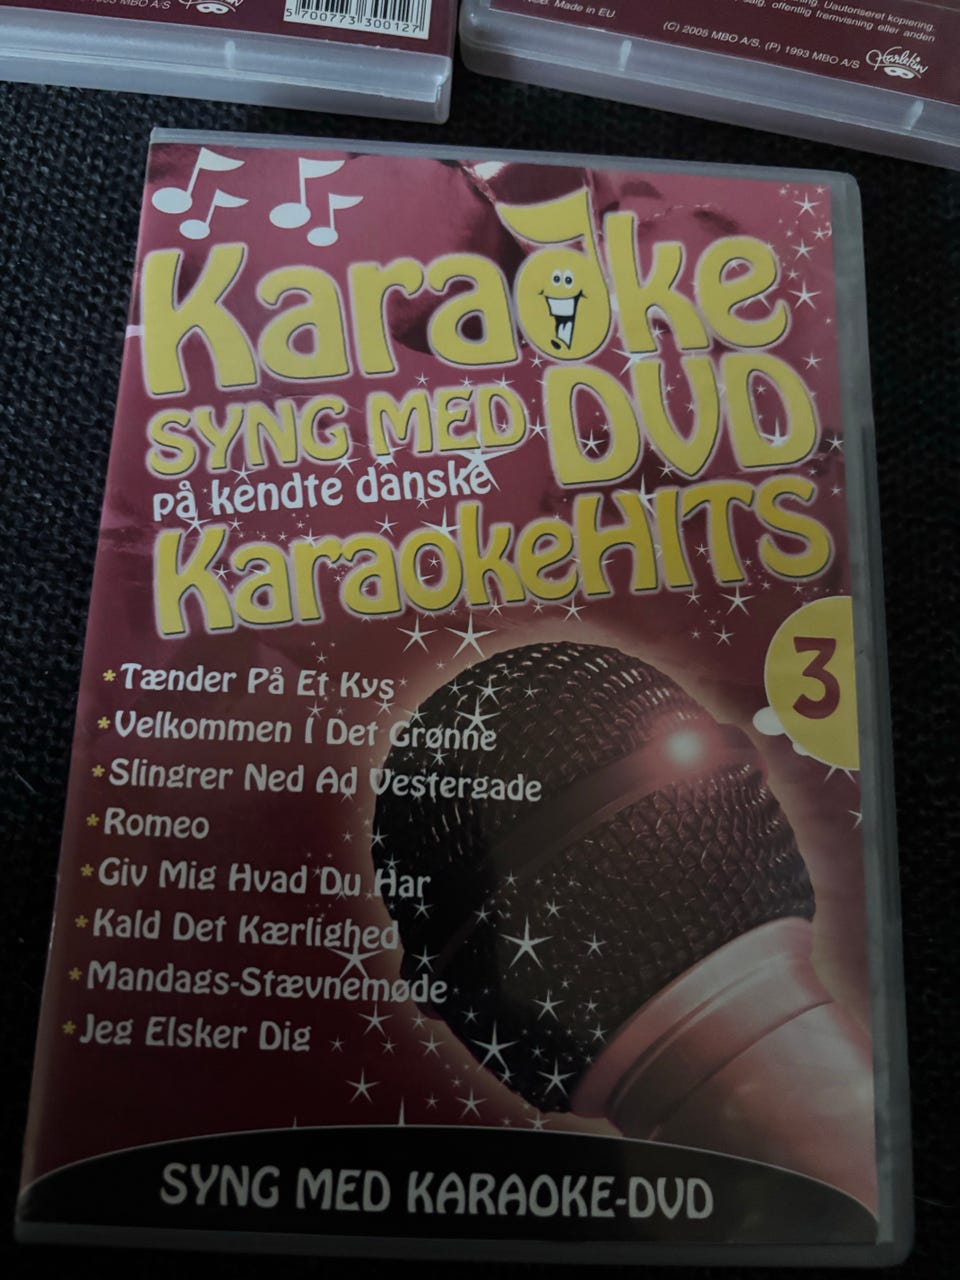 5 700773 300127
Uautoriseret kopiering,
offentlig fremvisning eller anden
Made in EU
(C) 2005 MBO A/S, (P) 1993 MBO A/S
Harlekin
Karaoke
SYNG MED DVD
på kendte danske
KaraokeHITS
3
*Tænder På Et Kys
*Velkommen I Det Grønne
*Slingrer Ned Ad Vestergade
*Romeo
*Giv Mig Hvad Du Har
*Kald Det Kærlighed
*Mandags-Stævnemøde
*Jeg Elsker Dig
SYNG MED KARAOKE-DVD